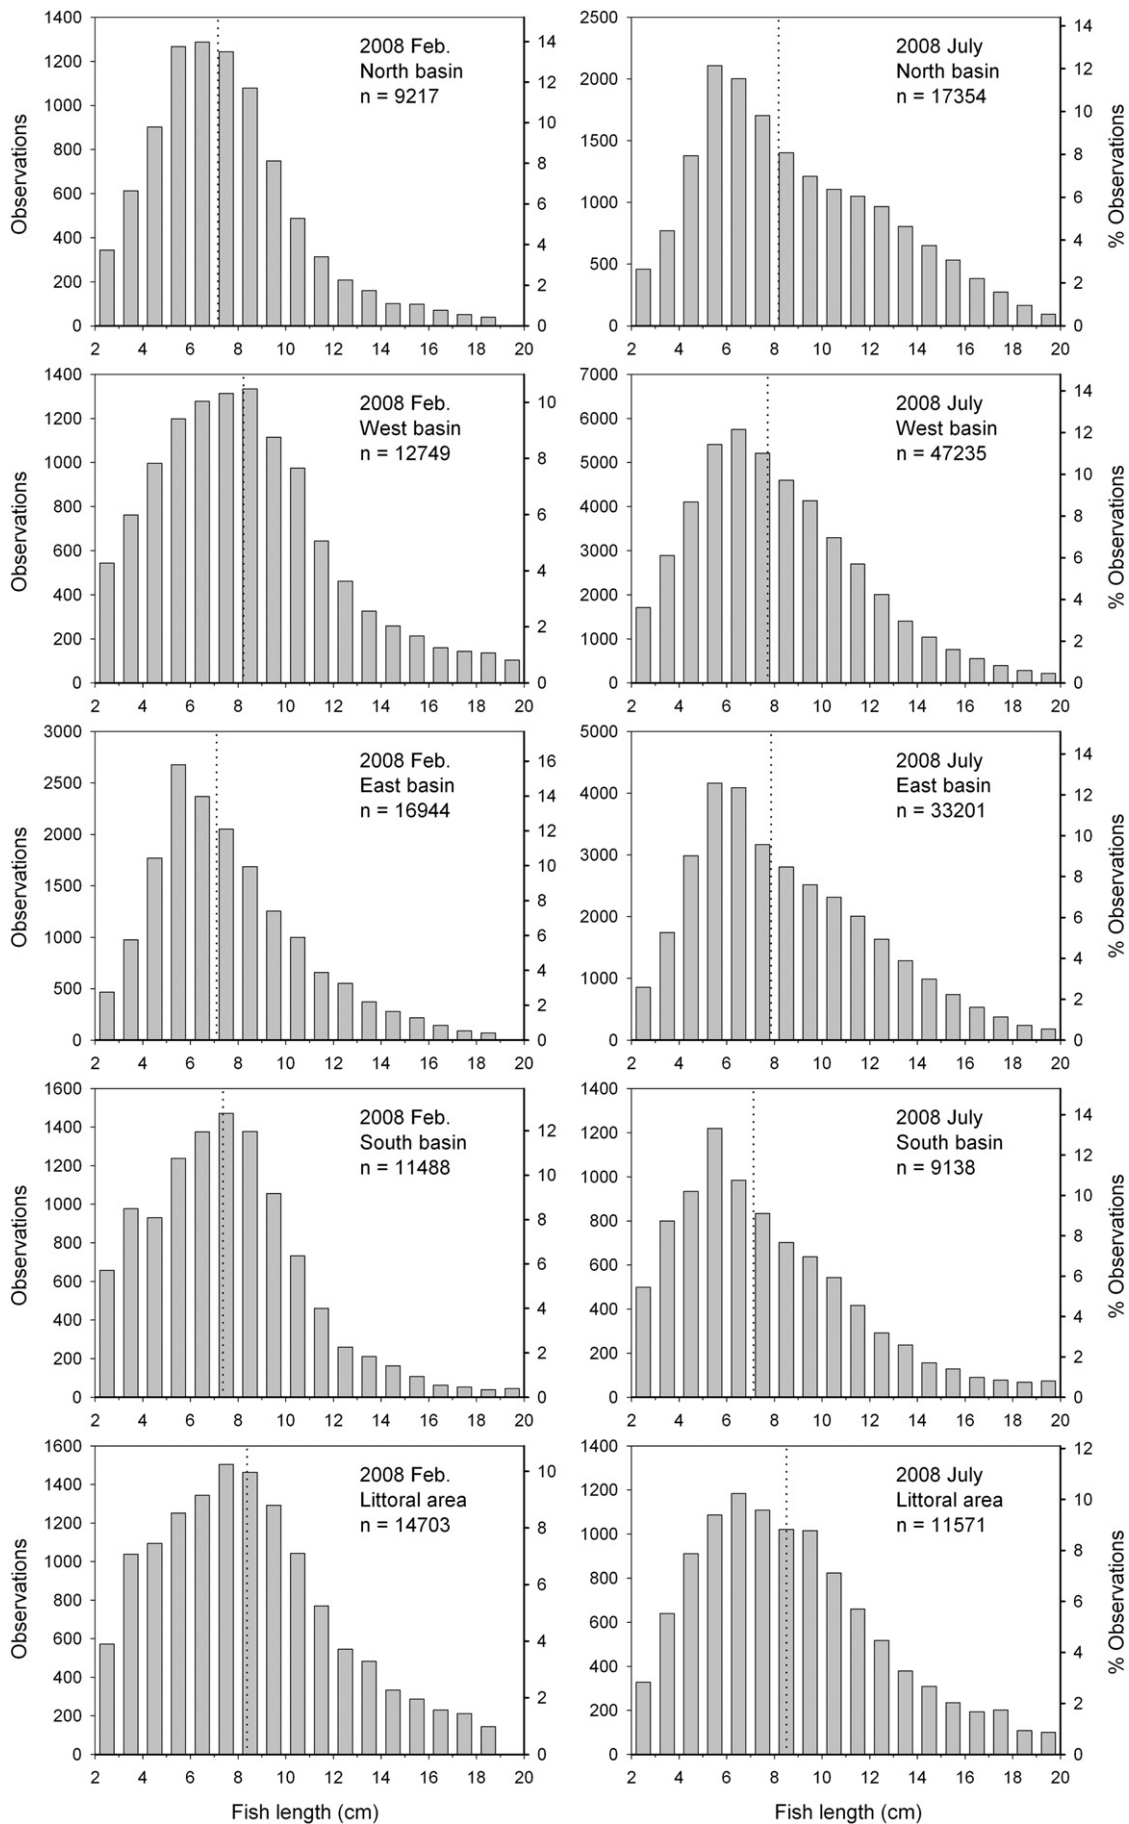 1400
1200
1000
800
600
400
200
0
Observations
14
12
10
8
6
4
2
0
2 4 6 8 10 12 14 16 18 20
2008 Feb.
North basin
n = 9217
2500
2000
1500
1000
500
0
14
12
10
8
6
4
2
0
% Observations
2 4 6 8 10 12 14 16 18 20
2008 July
North basin
n = 17354
1400
1200
1000
800
600
400
200
0
Observations
10
8
6
4
2
0
2 4 6 8 10 12 14 16 18 20
2008 Feb.
West basin
n = 12749
7000
6000
5000
4000
3000
2000
1000
0
14
12
10
8
6
4
2
0
% Observations
2 4 6 8 10 12 14 16 18 20
2008 July
West basin
n = 47235
3000
2500
2000
1500
1000
500
0
Observations
16
14
12
10
8
6
4
2
0
2 4 6 8 10 12 14 16 18 20
2008 Feb.
East basin
n = 16944
5000
4000
3000
2000
1000
0
14
12
10
8
6
4
2
0
% Observations
2 4 6 8 10 12 14 16 18 20
2008 July
East basin
n = 33201
1600
1400
1200
1000
800
600
400
200
0
Observations
12
10
8
6
4
2
0
2 4 6 8 10 12 14 16 18 20
2008 Feb.
South basin
n = 11488
1400
1200
1000
800
600
400
200
0
14
12
10
8
6
4
2
0
% Observations
2 4 6 8 10 12 14 16 18 20
2008 July
South basin
n = 9138
1600
1400
1200
1000
800
600
400
200
0
Observations
10
8
6
4
2
0
2 4 6 8 10 12 14 16 18 20
Fish length (cm)
2008 Feb.
Littoral area
n = 14703
1400
1200
1000
800
600
400
200
0
12
10
8
6
4
2
0
% Observations
2 4 6 8 10 12 14 16 18 20
Fish length (cm)
2008 July
Littoral area
n = 11571